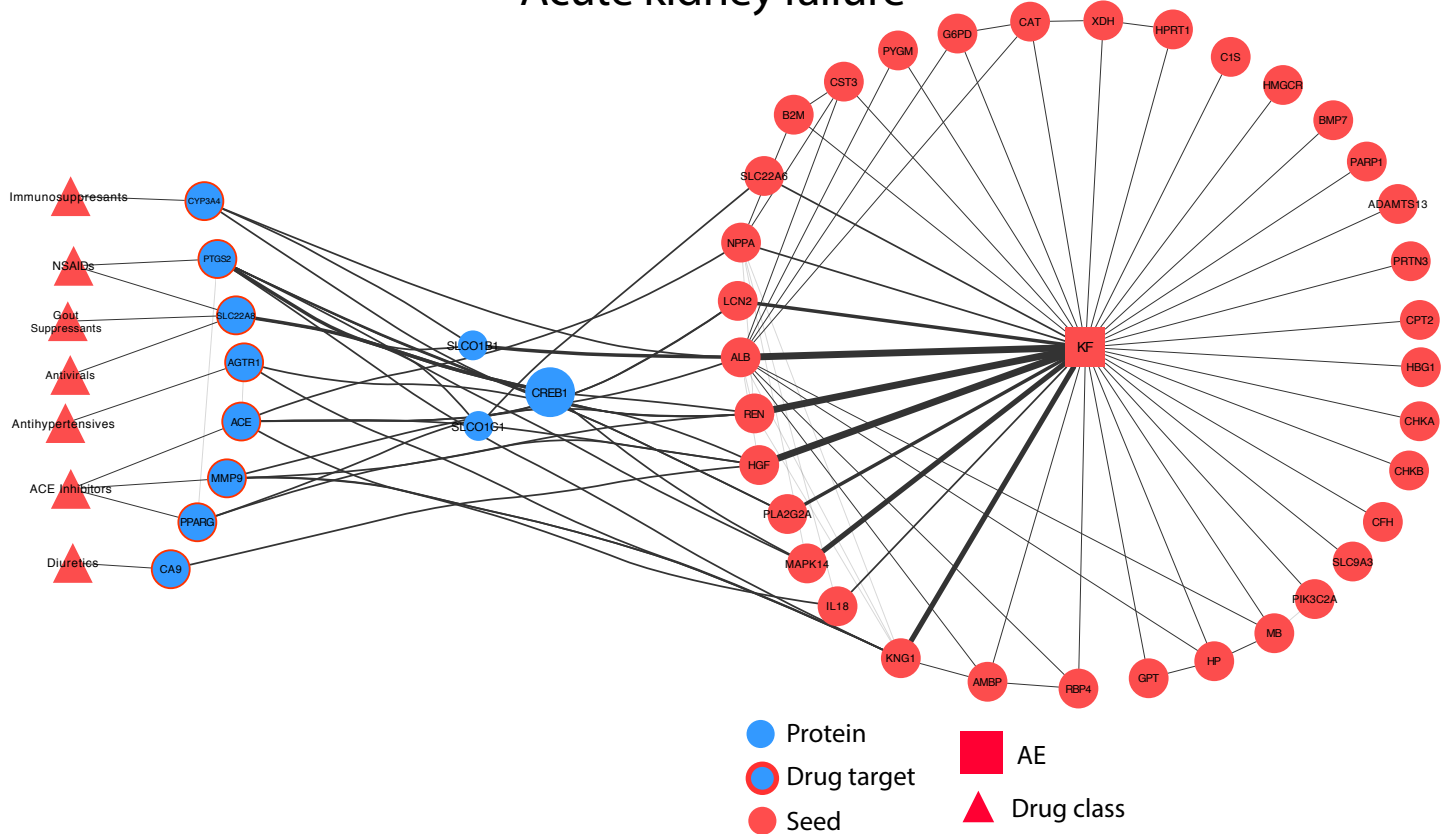 Acute kidney failure
Immunosuppresants
NSAIDs
Gout
Suppressants
Antivirals
Antihypertensives
ACE Inhibitors
Diuretics
CYP3A4
PTGS2
SLC22A8
AGTR1
ACE
MMP9
PPARG
CA9
SLCO1B1
CREB1
SLCO1C1
G6PD
CAT
XDH
HPRT1
PYGM
C1S
CST3
HMGCR
B2M
BMP7
PARP1
SLC22A6
ADAMTS13
NPPA
PRTN3
LCN2
CPT2
ALB
KF
HBG1
REN
CHKA
HGF
CHKB
PLA2G2A
CFH
MAPK14
SLC9A3
IL18
PIK3C2A
MB
KNG1
HP
AMBP
RBP4
GPT
Protein
Drug target
Seed
AE
Drug class